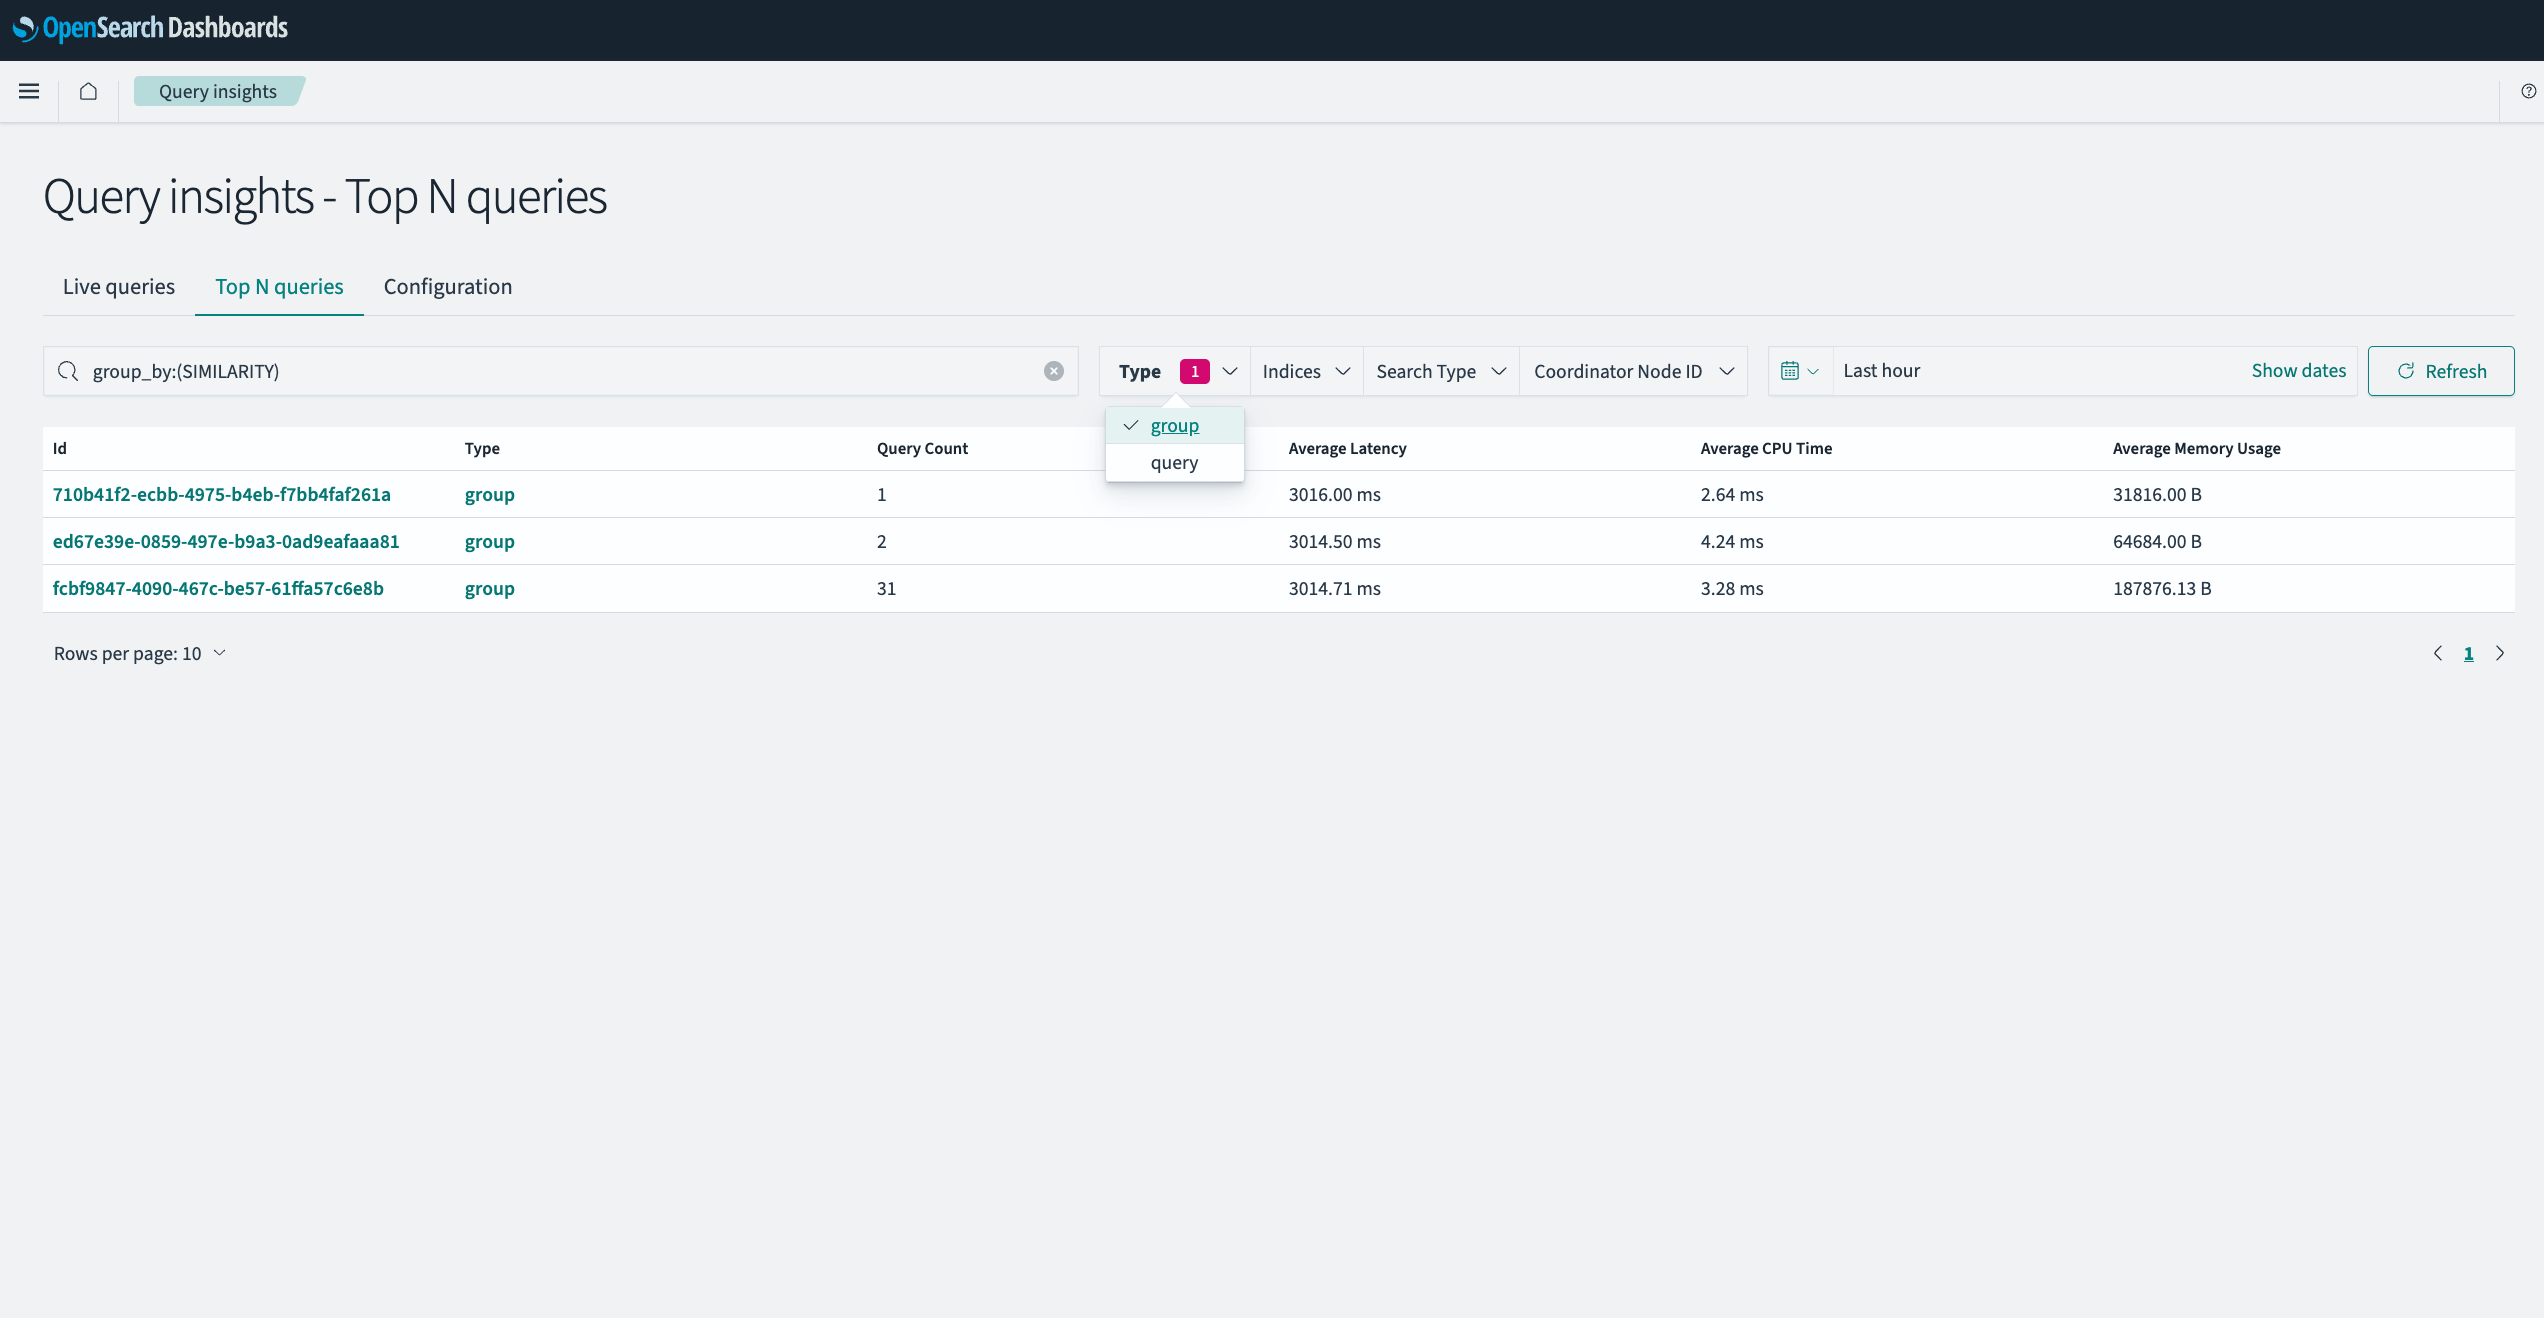 OpenSearch Dashboards
Query insights
Query insights - Top N queries
Live queries Top N queries Configuration
group_by:(SIMILARITY) Type 1 Indices Search Type Coordinator Node ID Last hour Show dates Refresh
group
query
Id Type Query Count Average Latency Average CPU Time Average Memory Usage
710b41f2-ecbb-4975-b4eb-f7bb4faf261a group 1 3016.00 ms 2.64 ms 31816.00 B
ed67e39e-0859-497e-b9a3-0ad9eafaaa81 group 2 3014.50 ms 4.24 ms 64684.00 B
fcbf9847-4090-467c-be57-61ffa57c6e8b group 31 3014.71 ms 3.28 ms 187876.13 B
Rows per page: 10 1